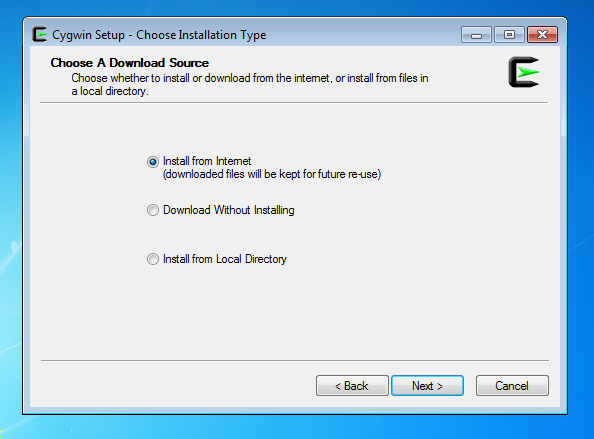 Cygwin Setup - Choose Installation Type
Choose A Download Source
Choose whether to install or download from the internet, or install from files in
a local directory.
Install from Internet
(downloaded files will be kept for future re-use)
Download Without Installing
Install from Local Directory
< Back
Next >
Cancel